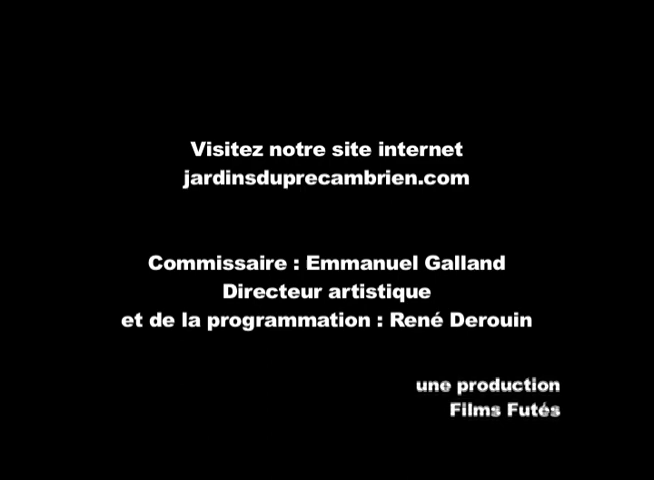 Visitez notre site internet
jardinsduprecambrien.com
Commissaire : Emmanuel Galland
Directeur artistique
et de la programmation : René Derouin
une production
Films Futés